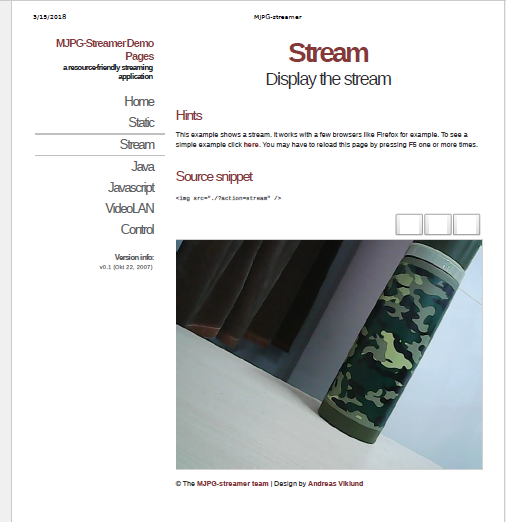 3/15/2018
MJPG-streamer
MJPG-Streamer Demo
Pages
a resource friendly streaming
application
Home
Static
Stream
Java
Javascript
VideoLAN
Control
Version info:
v0.1 (Okt 22, 2007)
Stream
Display the stream
Hints
This example shows a stream. It works with a few browsers like Firefox for example. To see a
simple example click here. You may have to reload this page by pressing F5 one or more times.
Source snippet
<img src="./?action=stream" />
© The MJPG-streamer team | Design by Andreas Viklund